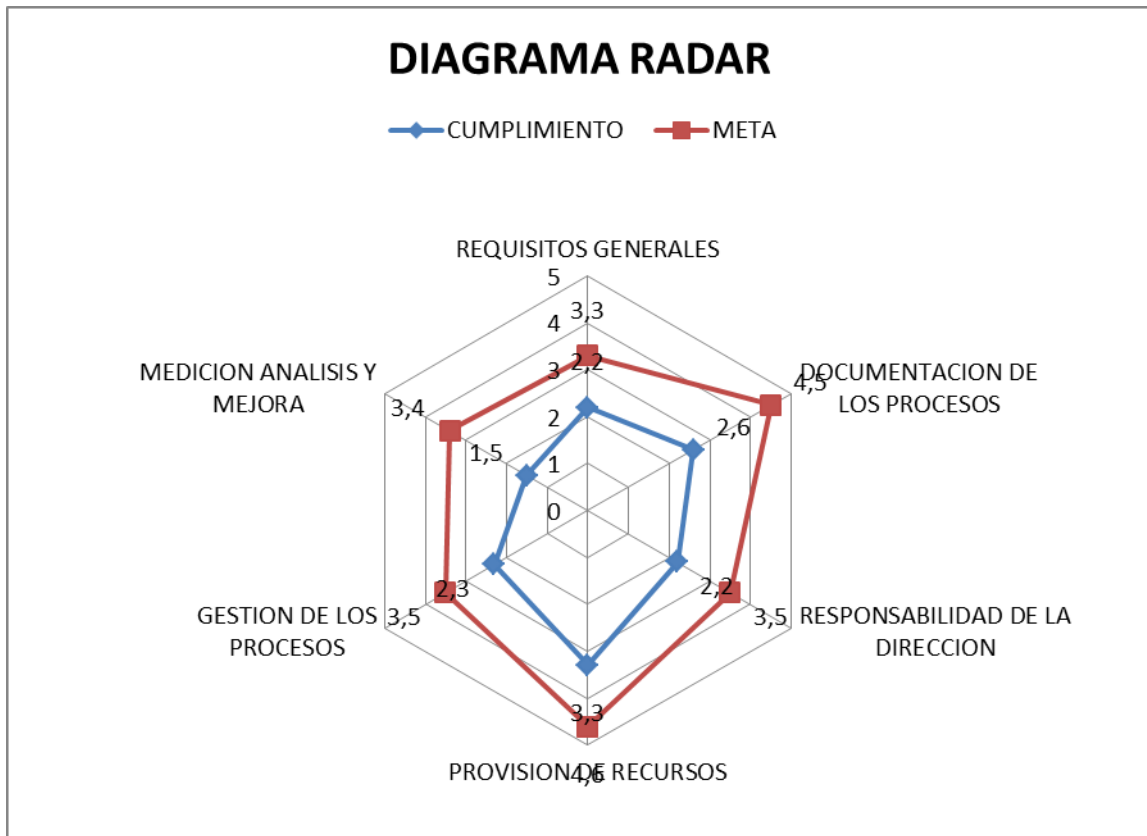 DIAGRAMA RADAR
CUMPLIMIENTO META
REQUISITOS GENERALES
5
3,3
4
2,2
3
MEDICION ANALISIS Y
MEJORA
DOCUMENTACION DE
LOS PROCESOS
4,5
3,4
2
2,6
1,5
1
0
GESTION DE LOS
PROCESOS
3,5
2,3
2,2
3,5
RESPONSABILIDAD DE LA
DIRECCION
3,3
PROVISION DE RECURSOS
4,6